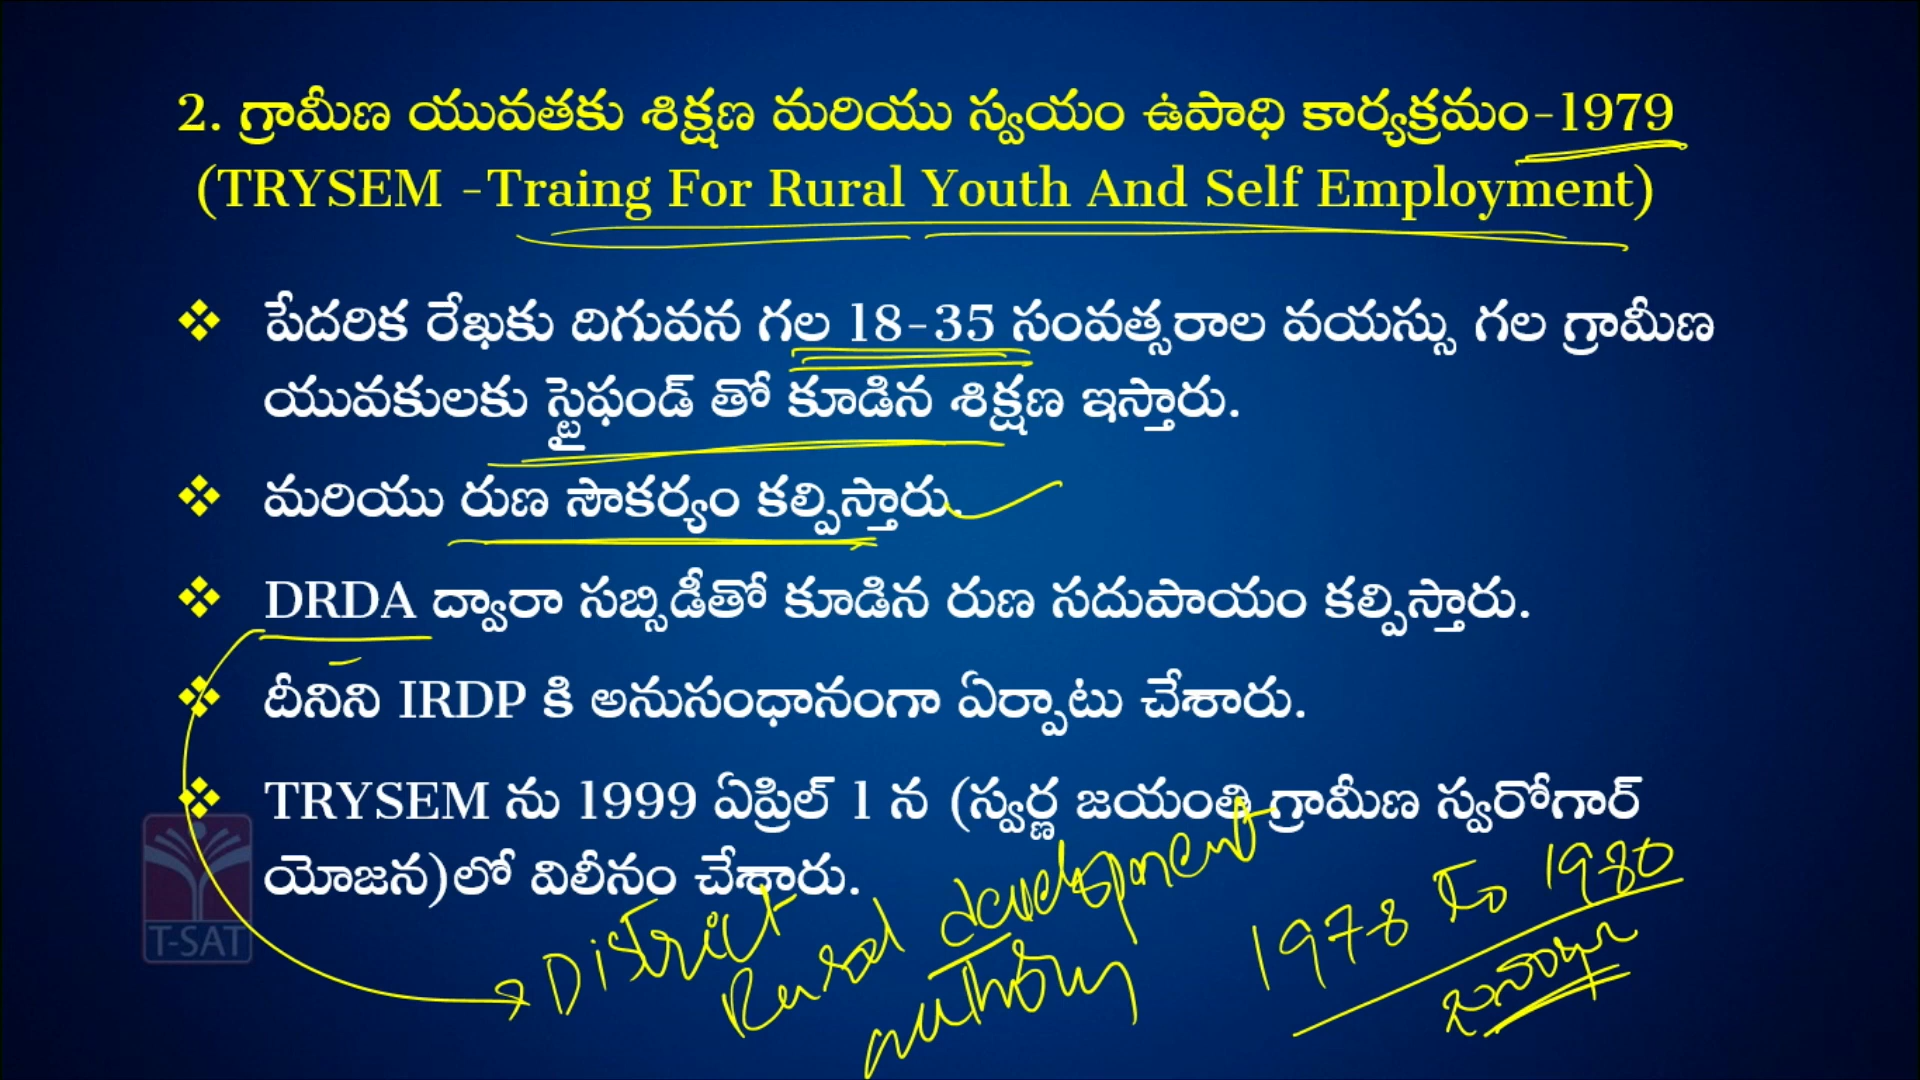 2. గ్రామీణ యువతకు శిక్షణ మరియు స్వయం ఉపాధి కార్యక్రమం-1979
(TRYSEM -Traing For Rural Youth And Self Employment)
❖ పేదరిక రేఖకు దిగువన గల 18-35 సంవత్సరాల వయస్సు గల గ్రామీణ
యువకులకు స్టైఫండ్ తో కూడిన శిక్షణ ఇస్తారు.
❖ మరియు రుణ సౌకర్యం కల్పిస్తారు.
❖ DRDA ద్వారా సబ్సిడీతో కూడిన రుణ సదుపాయం కల్పిస్తారు.
❖ దీనిని IRDP కి అనుసంధానంగా ఏర్పాటు చేశారు.
❖ TRYSEM ను 1999 ఏప్రిల్ 1 న (స్వర్ణ జయంతి గ్రామీణ స్వరోగార్
యోజన)లో విలీనం చేశారు.
District
Rural development
authority
1978 to 1980
T-SAT